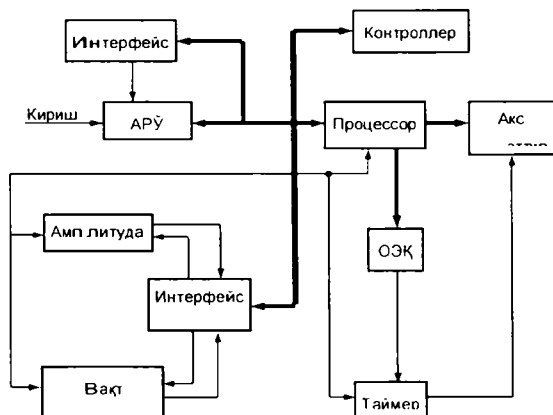 Интерфейс
Контроллер
Кириш
АРЎ
Процессор
Акс
Амплитуда
ОЭҚ
Интерфейс
Вақт
Таймер